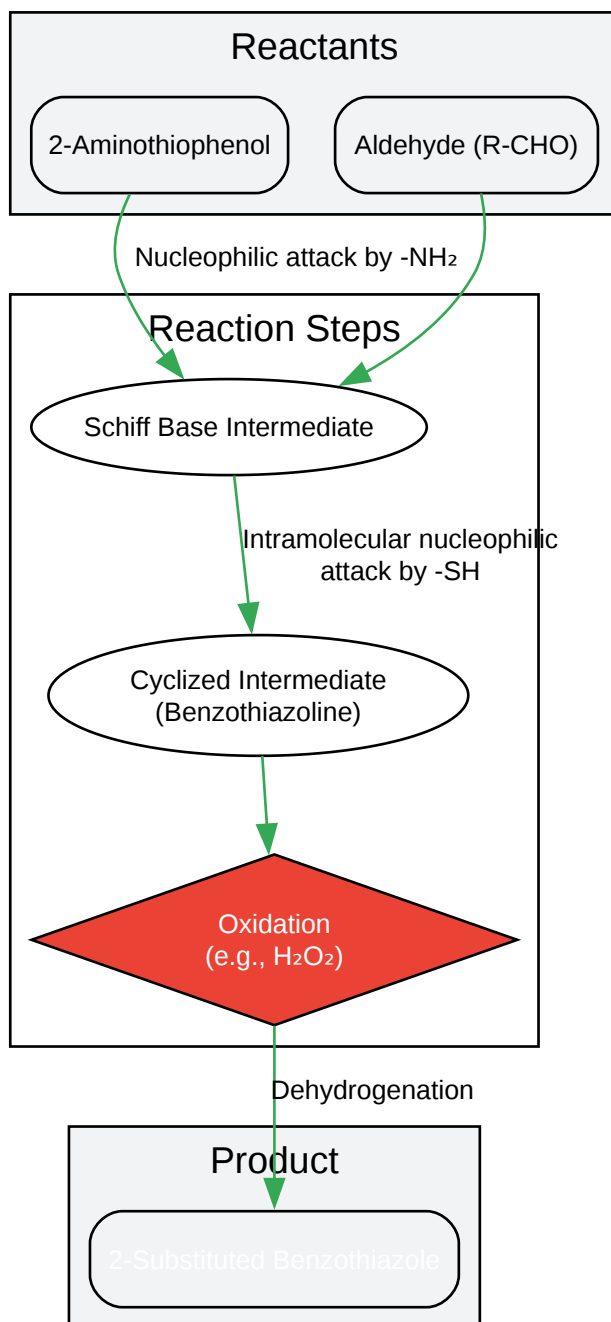 Reactants
2-Aminothiophenol
Aldehyde (R-CHO)
Nucleophilic attack by -NH₂
Reaction Steps
Schiff Base Intermediate
Intramolecular nucleophilic
attack by -SH
Cyclized Intermediate
(Benzothiazoline)
Oxidation
(e.g., H₂O₂)
Dehydrogenation
Product
2-Substituted Benzothiazole